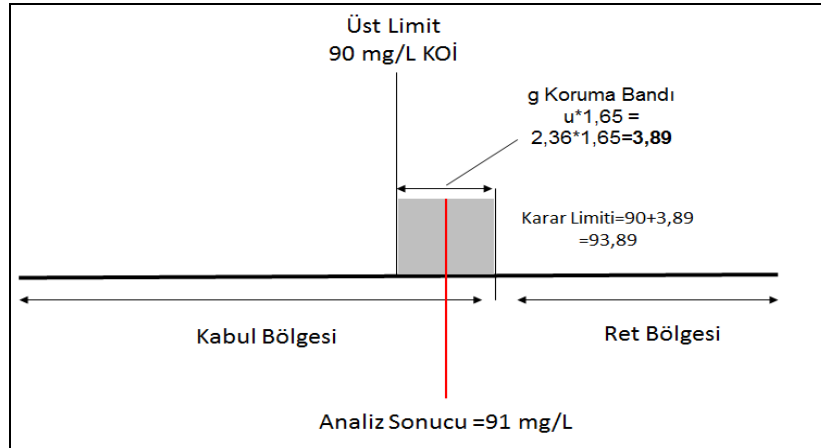 Üst Limit
90 mg/L KOİ
g Koruma Bandı
u*1,65 =
2,36*1,65=3,89
Karar Limiti=90+3,89
=93,89
Kabul Bölgesi
Ret Bölgesi
Analiz Sonucu =91 mg/L